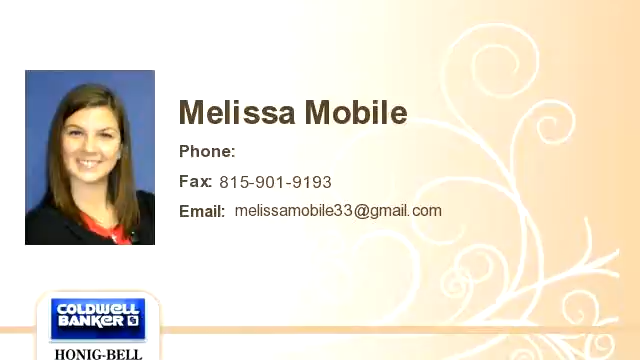 Melissa Mobile
Phone:
Fax: 815-901-9193
Email: melissamobile33@gmail.com
COLDWELL
BANKER
HONIG-BELL